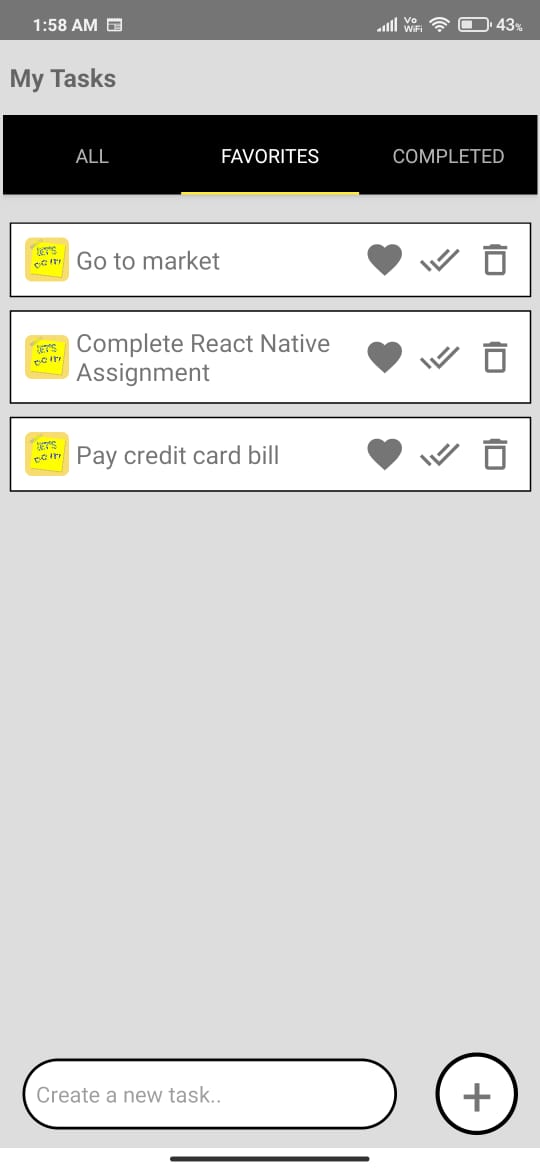 1:58 AM Vo WiFi 43%
My Tasks
ALL FAVORITES COMPLETED
LET'S
DO IT!
Go to market
LET'S
DO IT!
Complete React Native
Assignment
LET'S
DO IT!
Pay credit card bill
Create a new task..